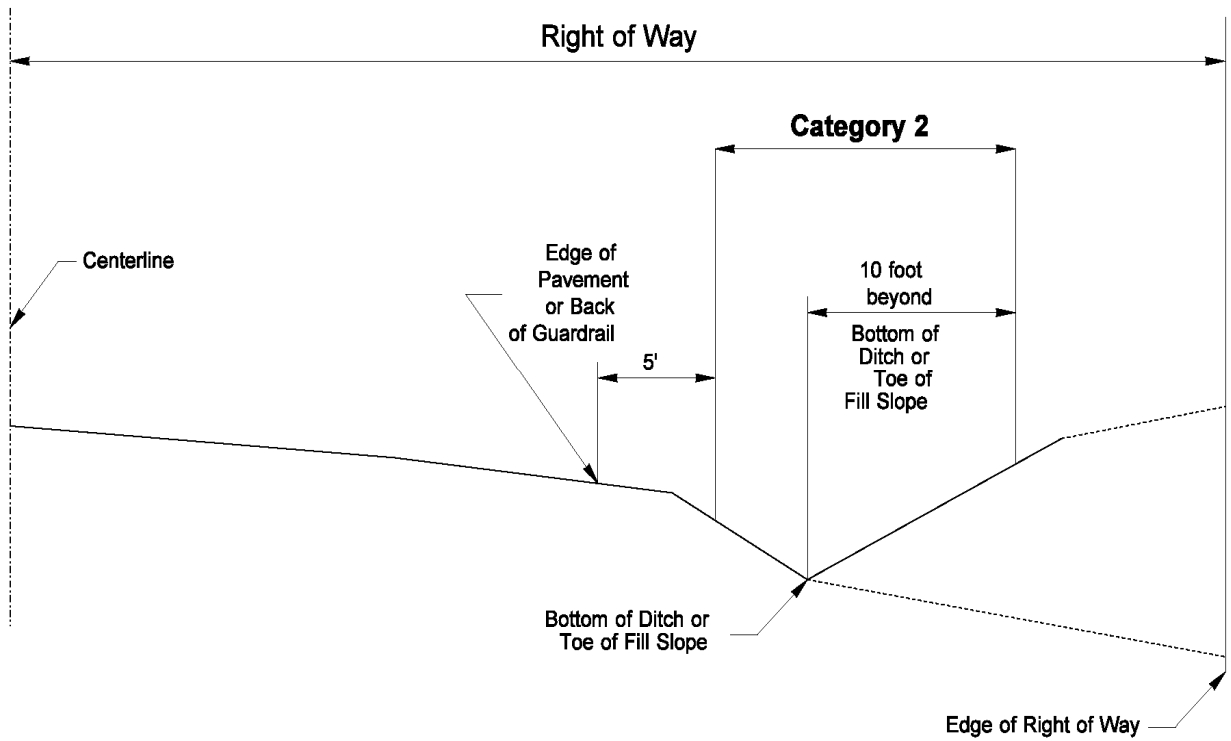 Right of Way
Category 2
Centerline
Edge of
Pavement
or Back
of Guardrail
10 foot
beyond
Bottom of
Ditch or
Toe of
Fill Slope
5'
Bottom of Ditch or
Toe of Fill Slope
Edge of Right of Way